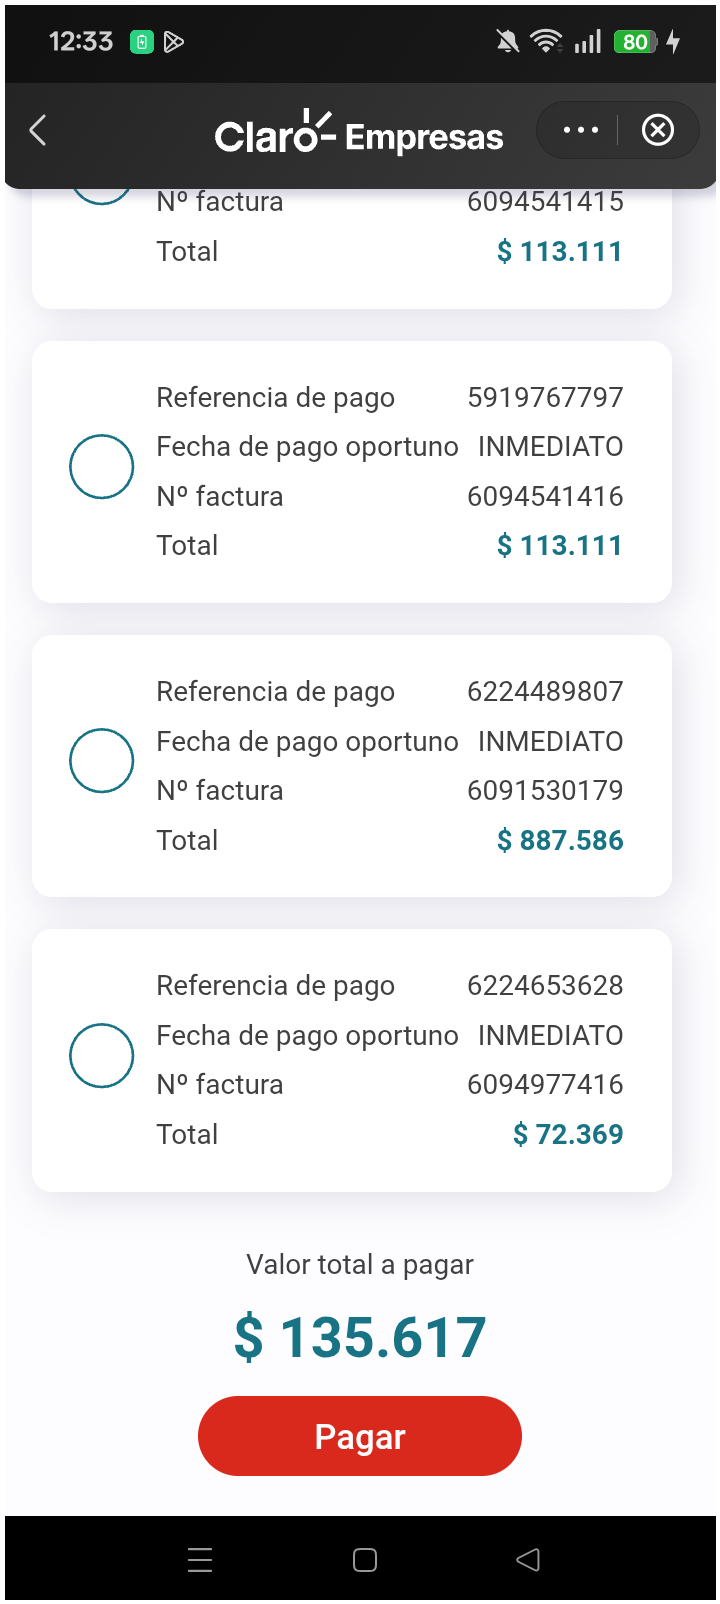 12:33
80
Claro Empresas
Nº factura 6094541415
Total $ 113.111
Referencia de pago 5919767797
Fecha de pago oportuno INMEDIATO
Nº factura 6094541416
Total $ 113.111
Referencia de pago 6224489807
Fecha de pago oportuno INMEDIATO
Nº factura 6091530179
Total $ 887.586
Referencia de pago 6224653628
Fecha de pago oportuno INMEDIATO
Nº factura 6094977416
Total $ 72.369
Valor total a pagar
$ 135.617
Pagar